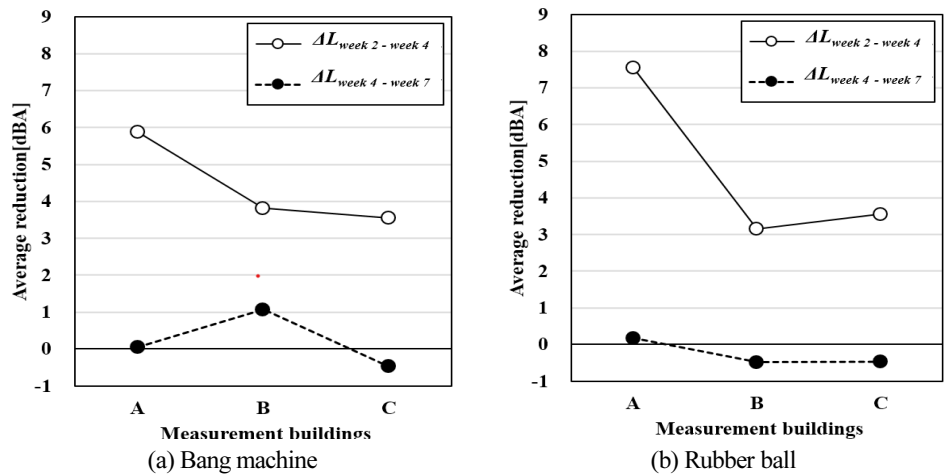 9
8
7
6
5
4
3
2
1
0
-1
Average reduction[dBA]
ΔL week 2 - week 4
ΔL week 4 - week 7
A B C
Measurement buildings
(a) Bang machine
9
8
7
6
5
4
3
2
1
0
-1
Average reduction[dBA]
ΔL week 2 - week 4
ΔL week 4 - week 7
A B C
Measurement buildings
(b) Rubber ball